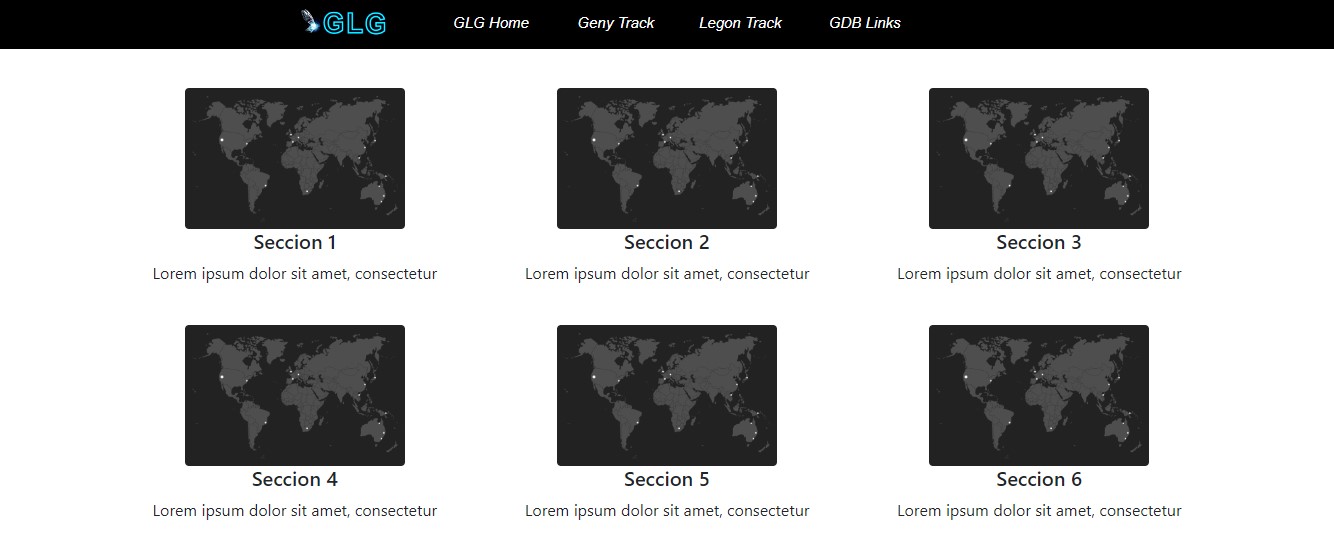 GLG GLG Home Geny Track Legon Track GDB Links
Seccion 1 Seccion 2 Seccion 3
Lorem ipsum dolor sit amet, consectetur Lorem ipsum dolor sit amet, consectetur Lorem ipsum dolor sit amet, consectetur
Seccion 4 Seccion 5 Seccion 6
Lorem ipsum dolor sit amet, consectetur Lorem ipsum dolor sit amet, consectetur Lorem ipsum dolor sit amet, consectetur